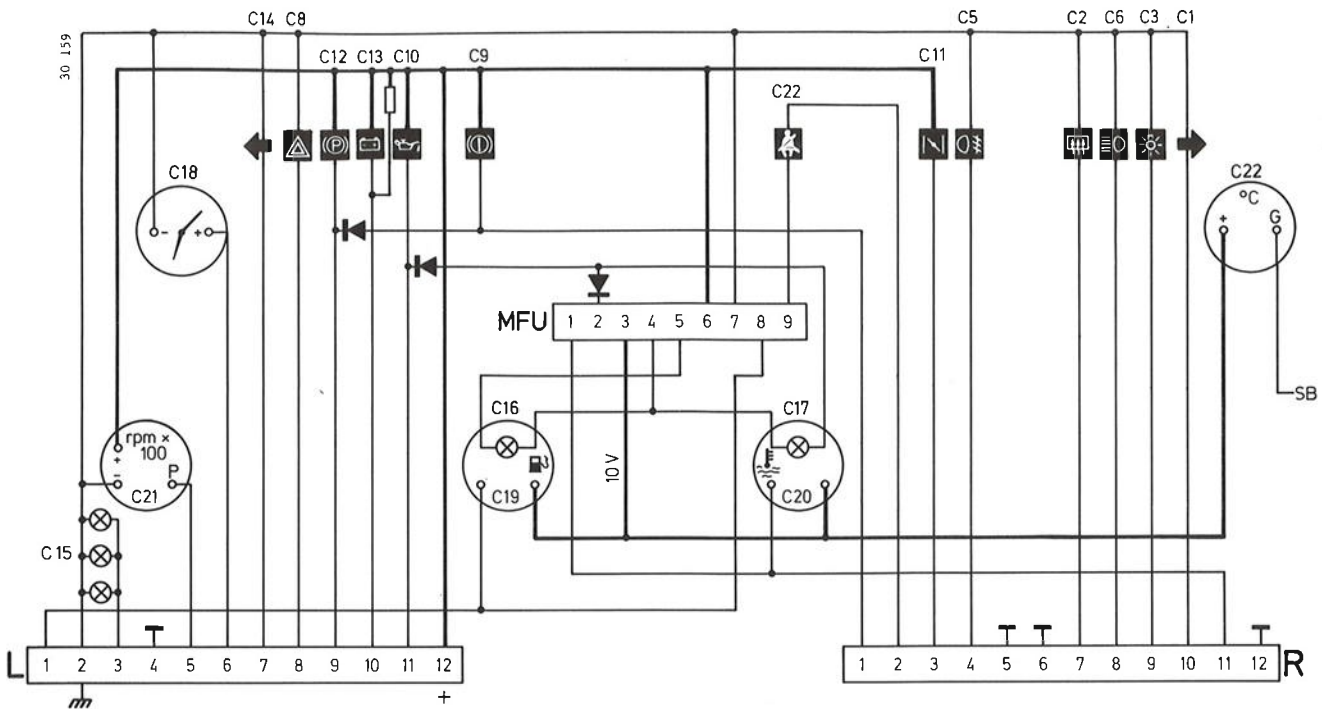 C14 C8 C5 C2 C6 C3 C1
30 159
C12 C13 C10 C9 C11
C22
P
C18 C22
°C
- + + G
MFU 1 2 3 4 5 6 7 8 9
SB
C16 C17
rpm ×
100
+
10 V
- P
C21 C19 C20
C15
L 1 2 3 4 5 6 7 8 9 10 11 12
1 2 3 4 5 6 7 8 9 10 11 12 R
+